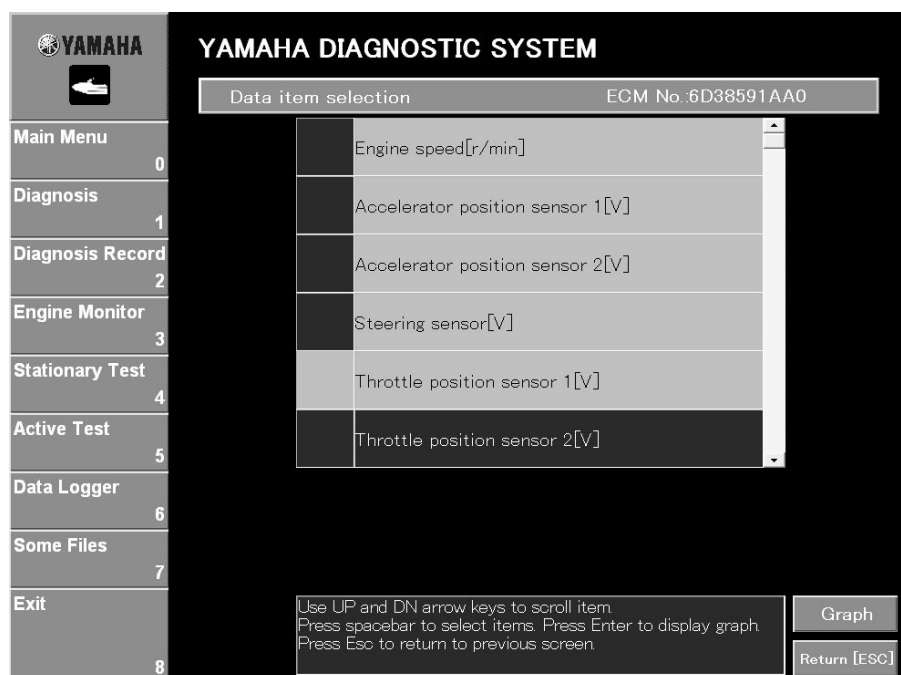 YAMAHA
YAMAHA DIAGNOSTIC SYSTEM
Data item selection ECM No.:6D38591AA0
Main Menu
0
Diagnosis
1
Diagnosis Record
2
Engine Monitor
3
Stationary Test
4
Active Test
5
Data Logger
6
Some Files
7
Exit
8
Engine speed[r/min]
Accelerator position sensor 1[V]
Accelerator position sensor 2[V]
Steering sensor[V]
Throttle position sensor 1[V]
Throttle position sensor 2[V]
Use UP and DN arrow keys to scroll item.
Press spacebar to select items. Press Enter to display graph.
Press Esc to return to previous screen.
Graph
Return [ESC]